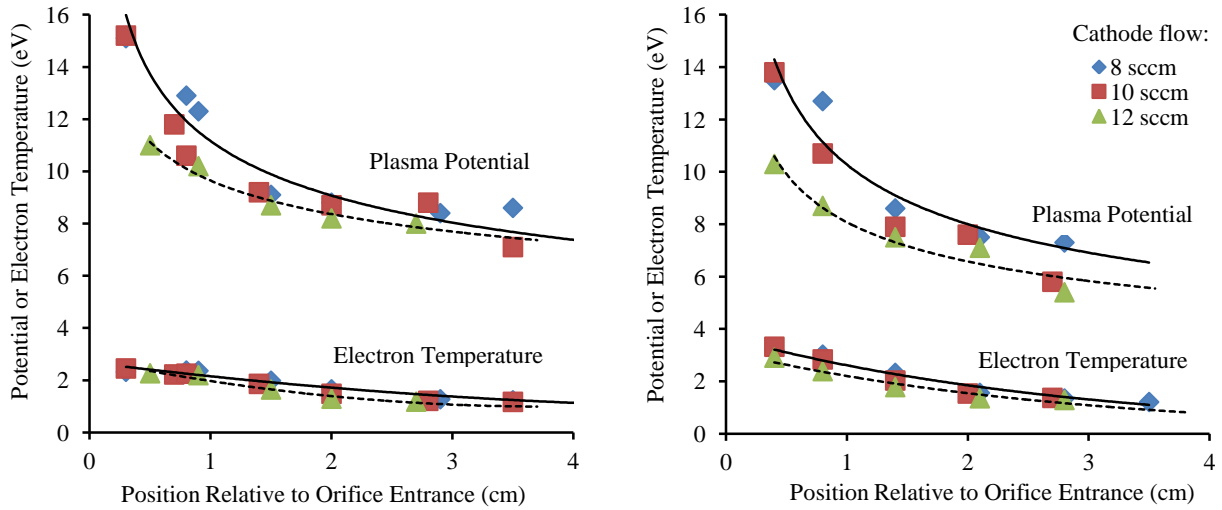 Potential or Electron Temperature (eV)
16
14
12
10
8
6
4
2
0
Plasma Potential
Electron Temperature
0 1 2 3 4
Position Relative to Orifice Entrance (cm)
Potential or Electron Temperature (eV)
16
14
12
10
8
6
4
2
0
Cathode flow:
8 sccm
10 sccm
12 sccm
Plasma Potential
Electron Temperature
0 1 2 3 4
Position Relative to Orifice Entrance (cm)